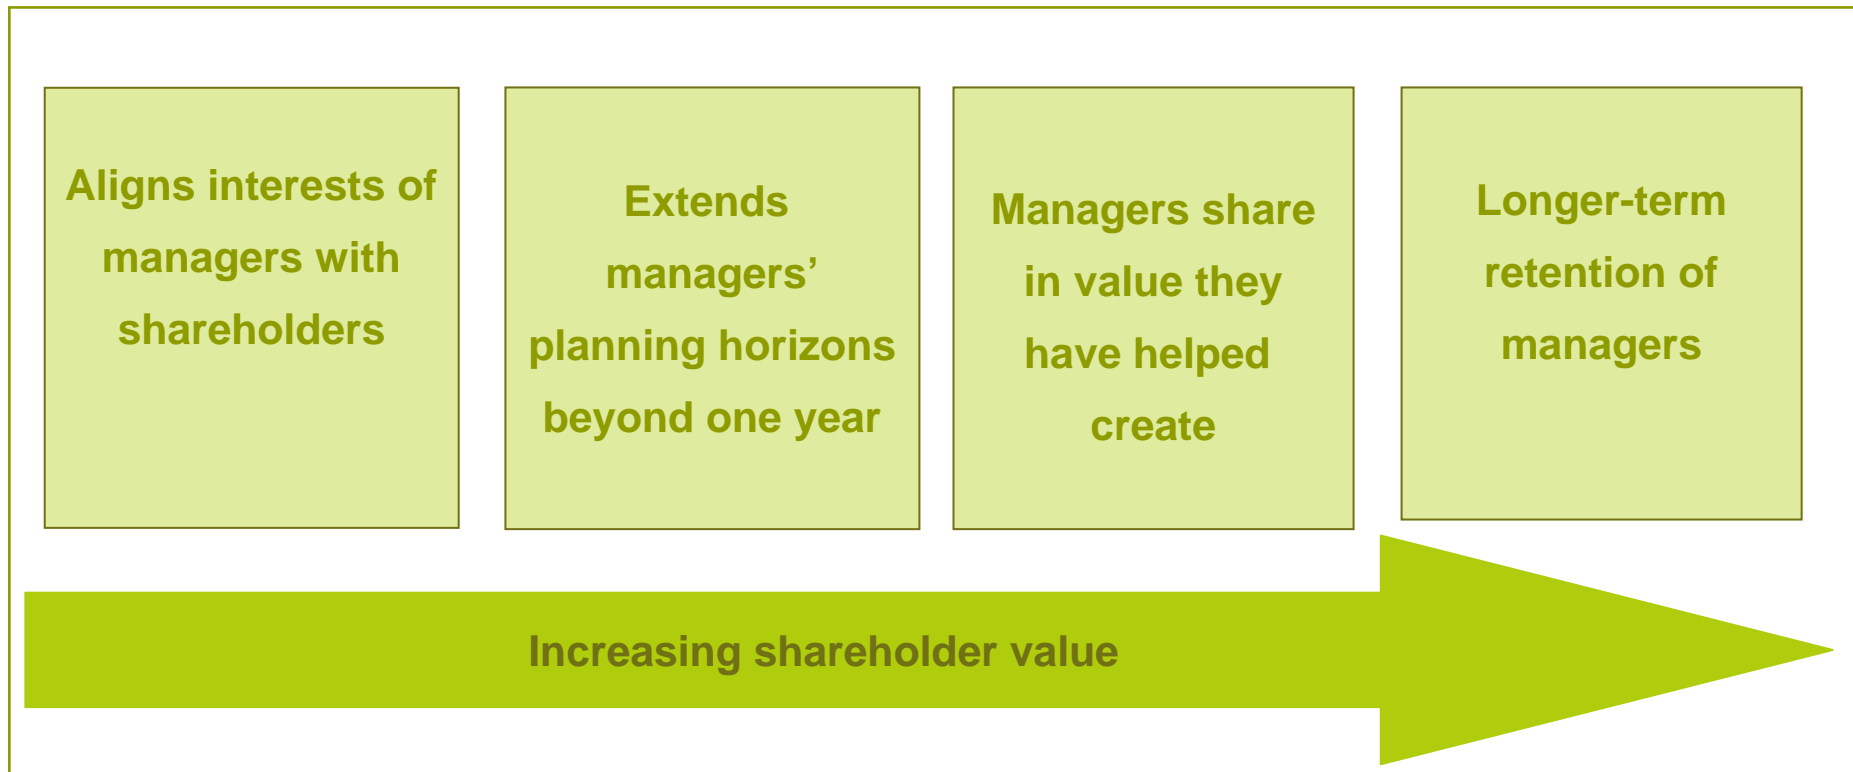 Aligns interests of
managers with
shareholders
Extends
managers’
planning horizons
beyond one year
Managers share
in value they
have helped
create
Longer-term
retention of
managers
Increasing shareholder value